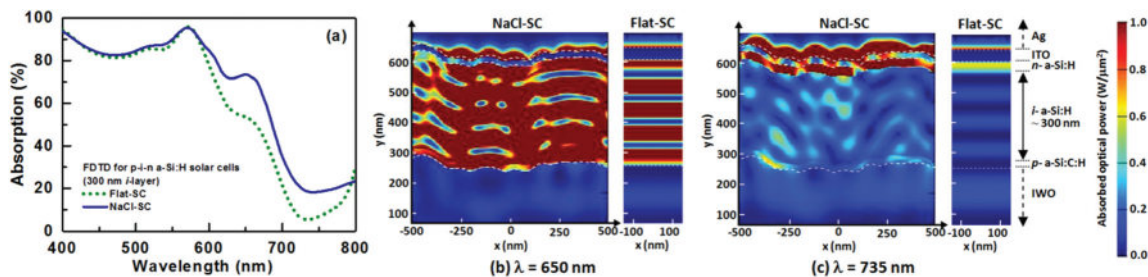 (a)
Absorption (%)
100
80
60
40
20
0
FDTD for p-i-n a-Si:H solar cells
(300 nm i-layer)
Flat-SC
NaCl-SC
400 500 600 700 800
Wavelength (nm)
NaCl-SC Flat-SC
y(nm)
600
500
400
300
200
100
-500 -250 0 250 500 -100 100
x (nm) x (nm)
(b) λ = 650 nm
NaCl-SC Flat-SC
y(nm)
600
500
400
300
200
100
-500 -250 0 250 500 -100 100
x (nm) x (nm)
(c) λ = 735 nm
Ag
ITO
n- a-Si:H
i- a-Si:H
~ 300 nm
p- a-Si:C:H
IWO
Absorbed optical power (W/μm²)
1.0
0.8
0.6
0.4
0.2
0.0